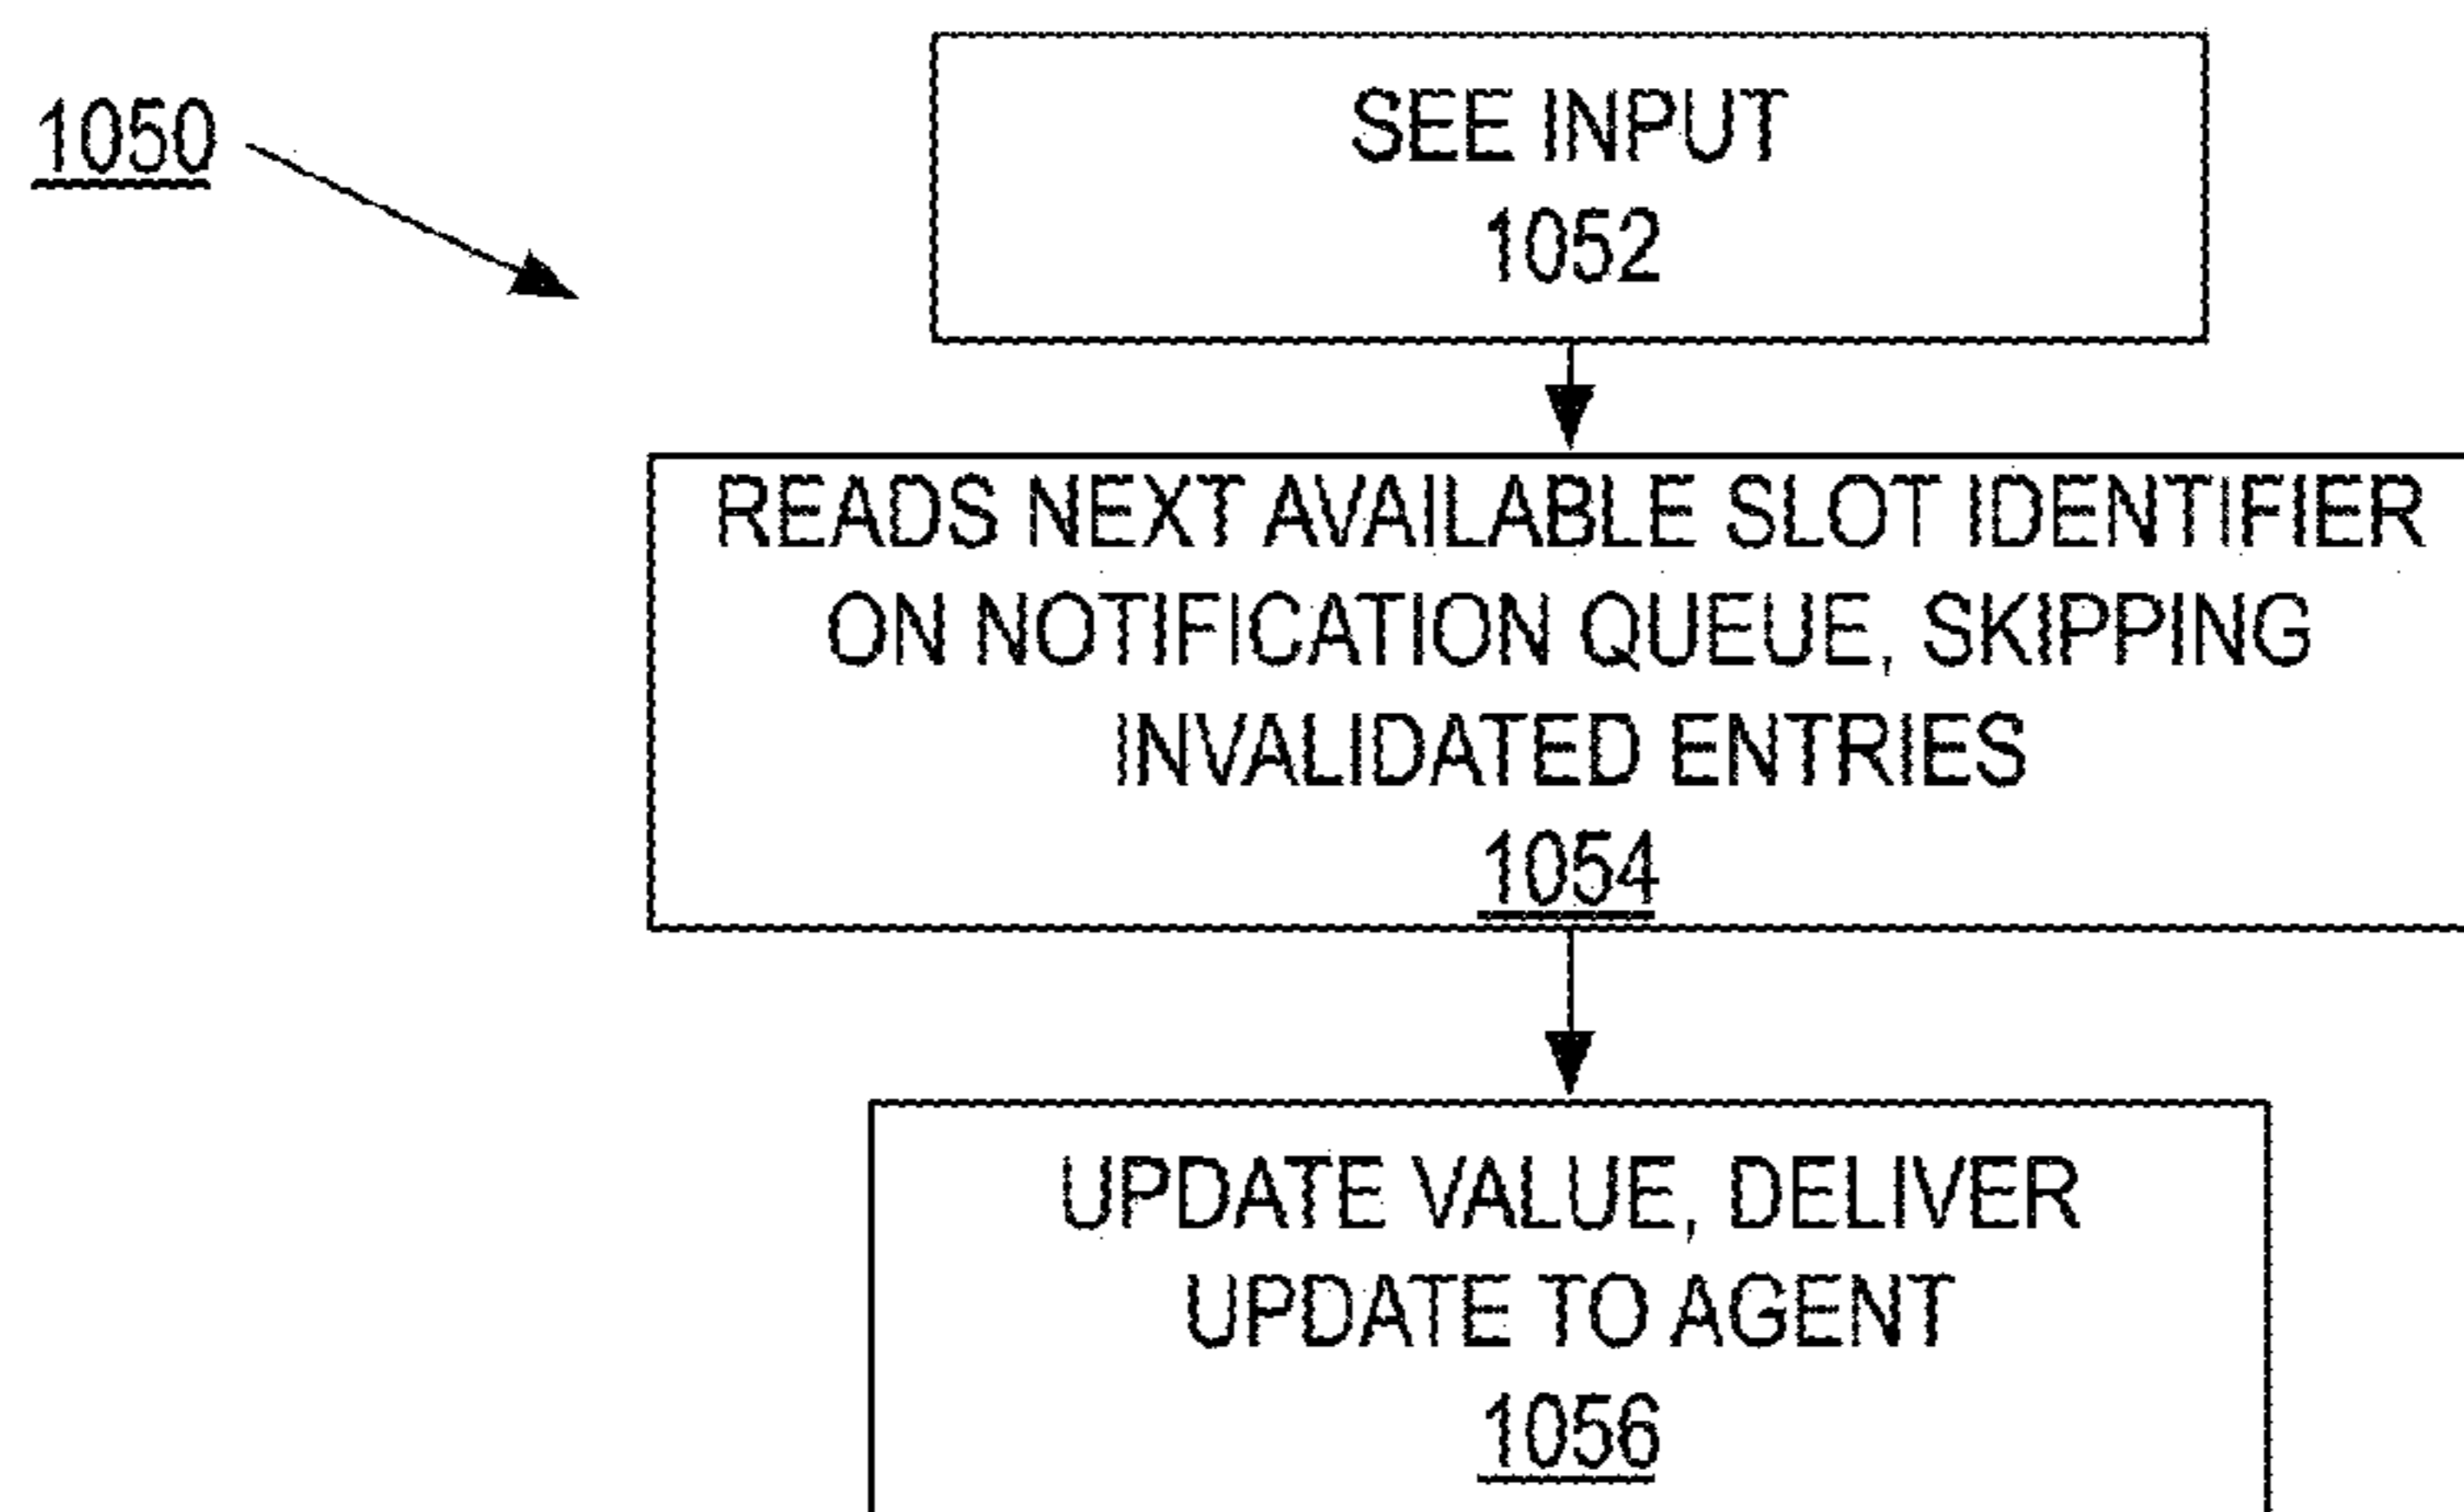 1050
SEE INPUT
1052
READS NEXT AVAILABLE SLOT IDENTIFIER
ON NOTIFICATION QUEUE, SKIPPING
INVALIDATED ENTRIES
1054
UPDATE VALUE, DELIVER
UPDATE TO AGENT
1056